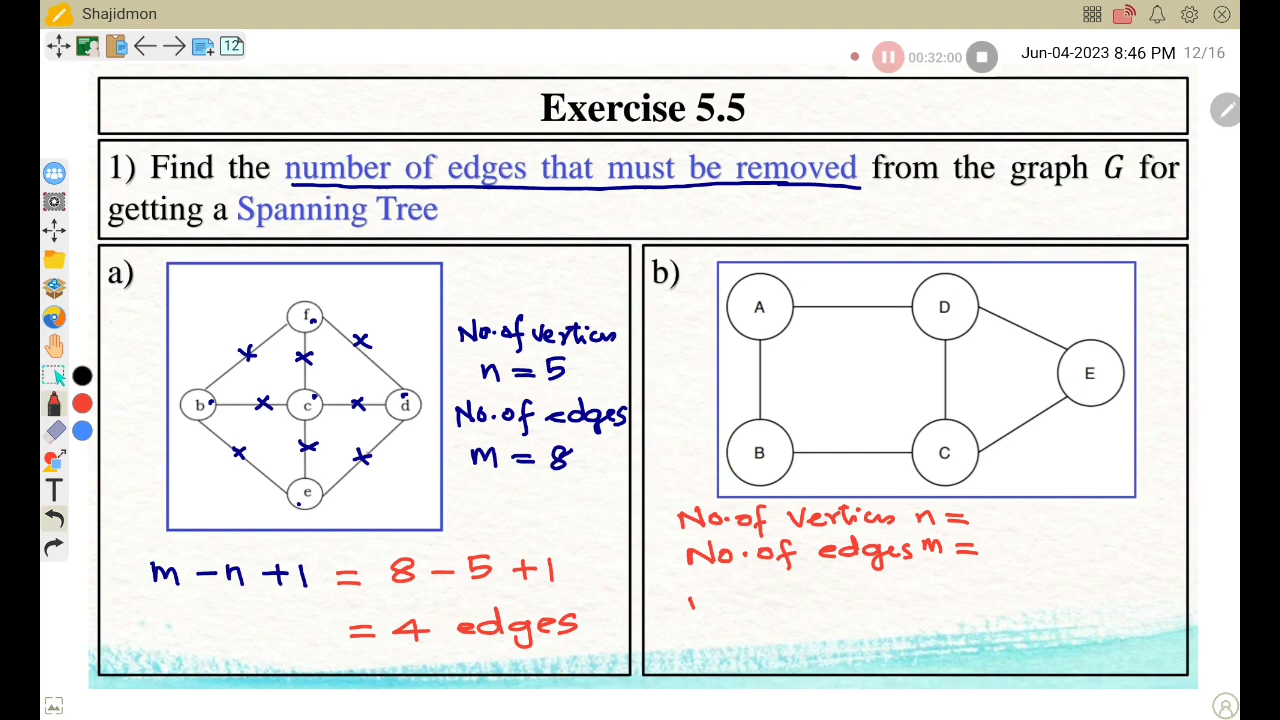 Shajidmon
12
00:32:00
Jun-04-2023 8:46 PM 12/16
Exercise 5.5
1) Find the number of edges that must be removed from the graph G for
getting a Spanning Tree
a)
f
b
c
d
e
No. of vertices
n = 5
No. of edges
m = 8
m - n + 1 = 8 - 5 + 1
= 4 edges
b)
A
D
E
B
C
No. of vertices n =
No. of edges m =
T